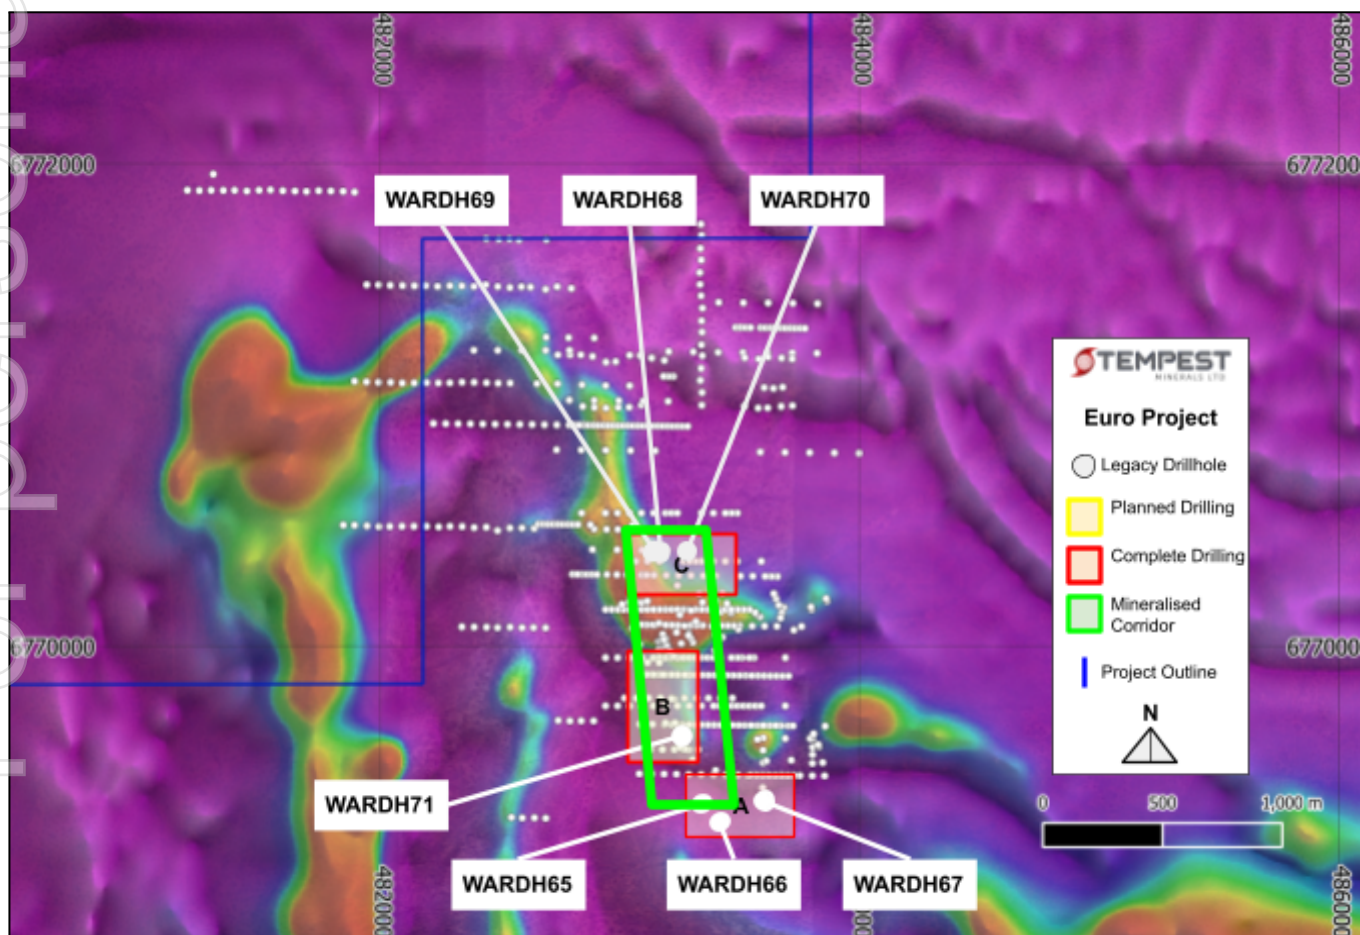 482000
484000
486000
6772000
6772000
WARDH69
WARDH68
WARDH70
TEMPEST
MINERALS LTD
Euro Project
Legacy Drillhole
Planned Drilling
Complete Drilling
Mineralised
Corridor
Project Outline
N
C
6770000
6770000
B
WARDH71
A
0
500
1,000 m
WARDH65
WARDH66
WARDH67
482000
486000